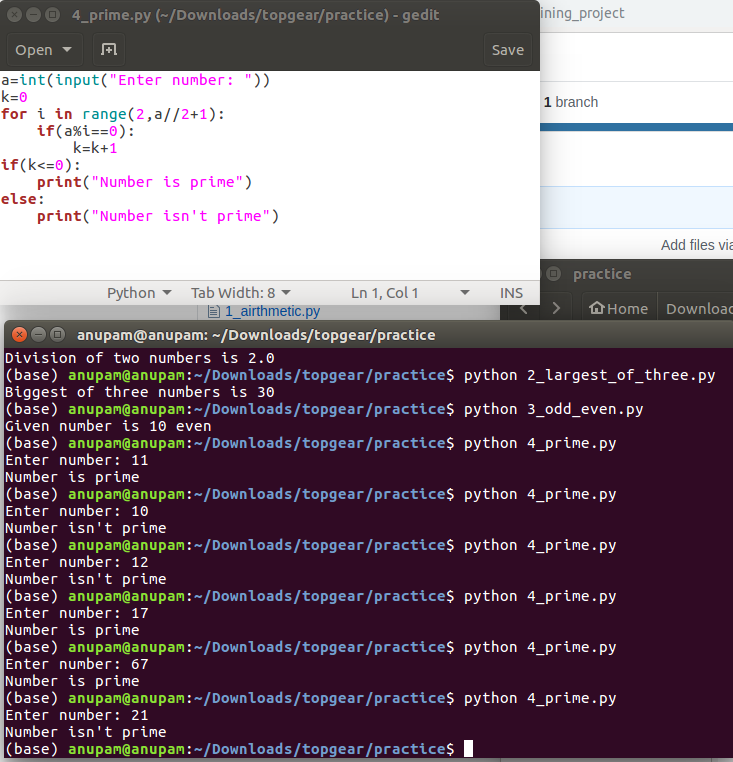 4_prime.py (~/Downloads/topgear/practice) - gedit
ining_project
Open
Save
a=int(input("Enter number: "))
k=0
for i in range(2,a//2+1):
    if(a%i==0):
        k=k+1
if(k<=0):
    print("Number is prime")
else:
    print("Number isn't prime")
1 branch
Add files via
Python Tab Width: 8 Ln 1, Col 1 INS
practice
Home Downloa
1_airthmetic.py
anupam@anupam: ~/Downloads/topgear/practice
Division of two numbers is 2.0
(base) anupam@anupam:~/Downloads/topgear/practice$ python 2_largest_of_three.py
Biggest of three numbers is 30
(base) anupam@anupam:~/Downloads/topgear/practice$ python 3_odd_even.py
Given number is 10 even
(base) anupam@anupam:~/Downloads/topgear/practice$ python 4_prime.py
Enter number: 11
Number is prime
(base) anupam@anupam:~/Downloads/topgear/practice$ python 4_prime.py
Enter number: 10
Number isn't prime
(base) anupam@anupam:~/Downloads/topgear/practice$ python 4_prime.py
Enter number: 12
Number isn't prime
(base) anupam@anupam:~/Downloads/topgear/practice$ python 4_prime.py
Enter number: 17
Number is prime
(base) anupam@anupam:~/Downloads/topgear/practice$ python 4_prime.py
Enter number: 67
Number is prime
(base) anupam@anupam:~/Downloads/topgear/practice$ python 4_prime.py
Enter number: 21
Number isn't prime
(base) anupam@anupam:~/Downloads/topgear/practice$